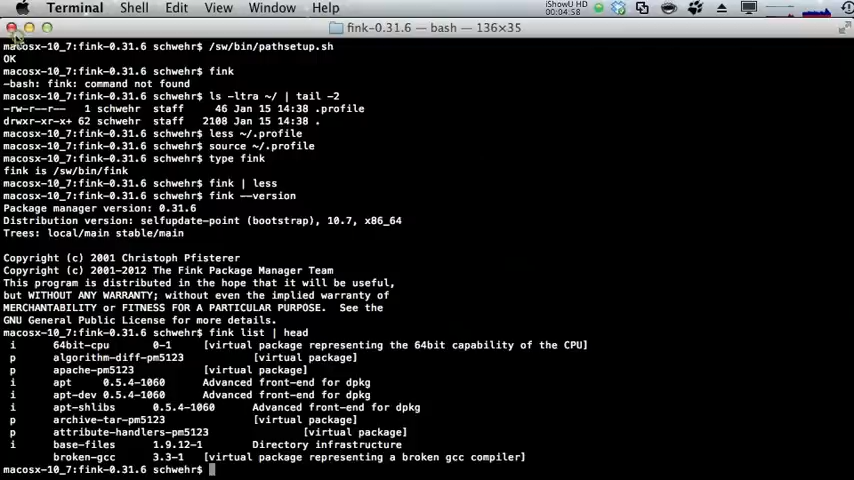 Terminal Shell Edit View Window Help iShowU HD 00:04:58
fink-0.31.6 — bash — 136×35
macosx-10_7:fink-0.31.6 schwehr$ /sw/bin/pathsetup.sh
OK
macosx-10_7:fink-0.31.6 schwehr$ fink
-bash: fink: command not found
macosx-10_7:fink-0.31.6 schwehr$ ls -ltra ~/ | tail -2
-rw-r--r-- 1 schwehr staff 46 Jan 15 14:38 .profile
drwxr-xr-x+ 62 schwehr staff 2108 Jan 15 14:38 .
macosx-10_7:fink-0.31.6 schwehr$ less ~/.profile
macosx-10_7:fink-0.31.6 schwehr$ source ~/.profile
macosx-10_7:fink-0.31.6 schwehr$ type fink
fink is /sw/bin/fink
macosx-10_7:fink-0.31.6 schwehr$ fink | less
macosx-10_7:fink-0.31.6 schwehr$ fink --version
Package manager version: 0.31.6
Distribution version: selfupdate-point (bootstrap), 10.7, x86_64
Trees: local/main stable/main
Copyright (c) 2001 Christoph Pfisterer
Copyright (c) 2001-2012 The Fink Package Manager Team
This program is distributed in the hope that it will be useful,
but WITHOUT ANY WARRANTY; without even the implied warranty of
MERCHANTABILITY or FITNESS FOR A PARTICULAR PURPOSE. See the
GNU General Public License for more details.
macosx-10_7:fink-0.31.6 schwehr$ fink list | head
i 64bit-cpu 0-1 [virtual package representing the 64bit capability of the CPU]
p algorithm-diff-pm5123 [virtual package]
p apache-pm5123 [virtual package]
i apt 0.5.4-1060 Advanced front-end for dpkg
i apt-dev 0.5.4-1060 Advanced front-end for dpkg
i apt-shlibs 0.5.4-1060 Advanced front-end for dpkg
p archive-tar-pm5123 [virtual package]
p attribute-handlers-pm5123 [virtual package]
i base-files 1.9.12-1 Directory infrastructure
broken-gcc 3.3-1 [virtual package representing a broken gcc compiler]
macosx-10_7:fink-0.31.6 schwehr$